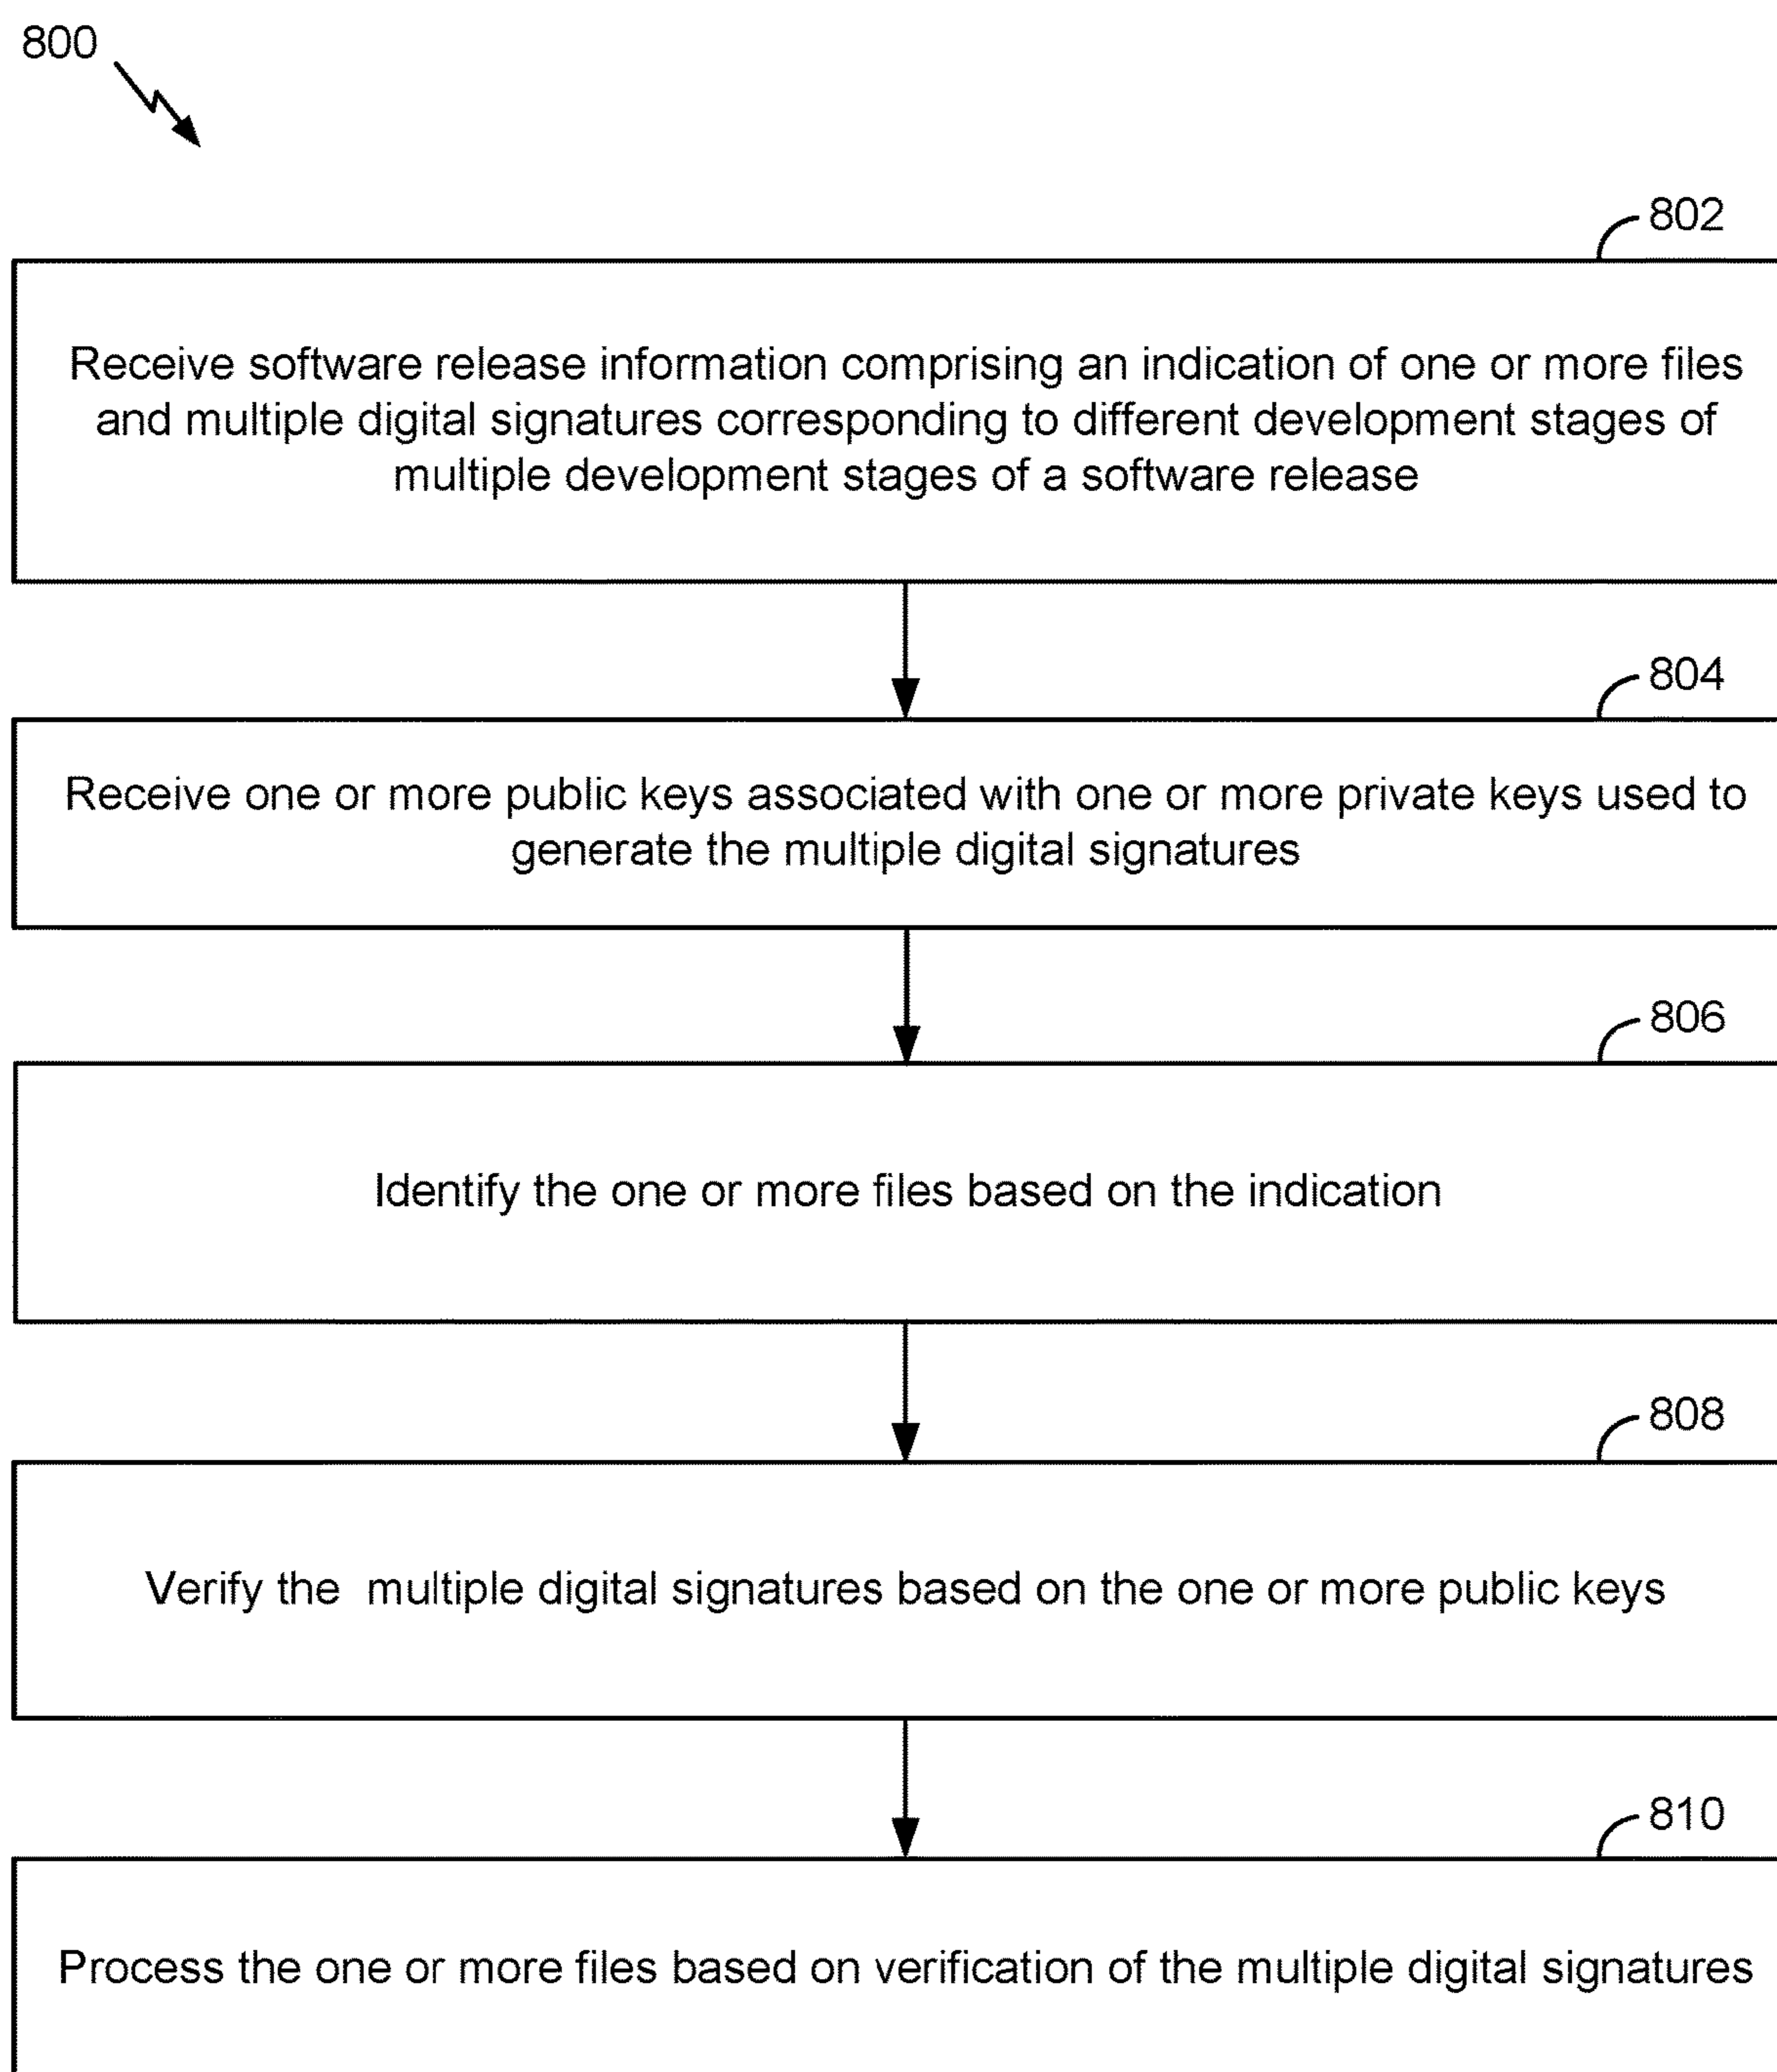 800
802
Receive software release information comprising an indication of one or more files
and multiple digital signatures corresponding to different development stages of
multiple development stages of a software release
804
Receive one or more public keys associated with one or more private keys used to
generate the multiple digital signatures
806
Identify the one or more files based on the indication
808
Verify the  multiple digital signatures based on the one or more public keys
810
Process the one or more files based on verification of the multiple digital signatures